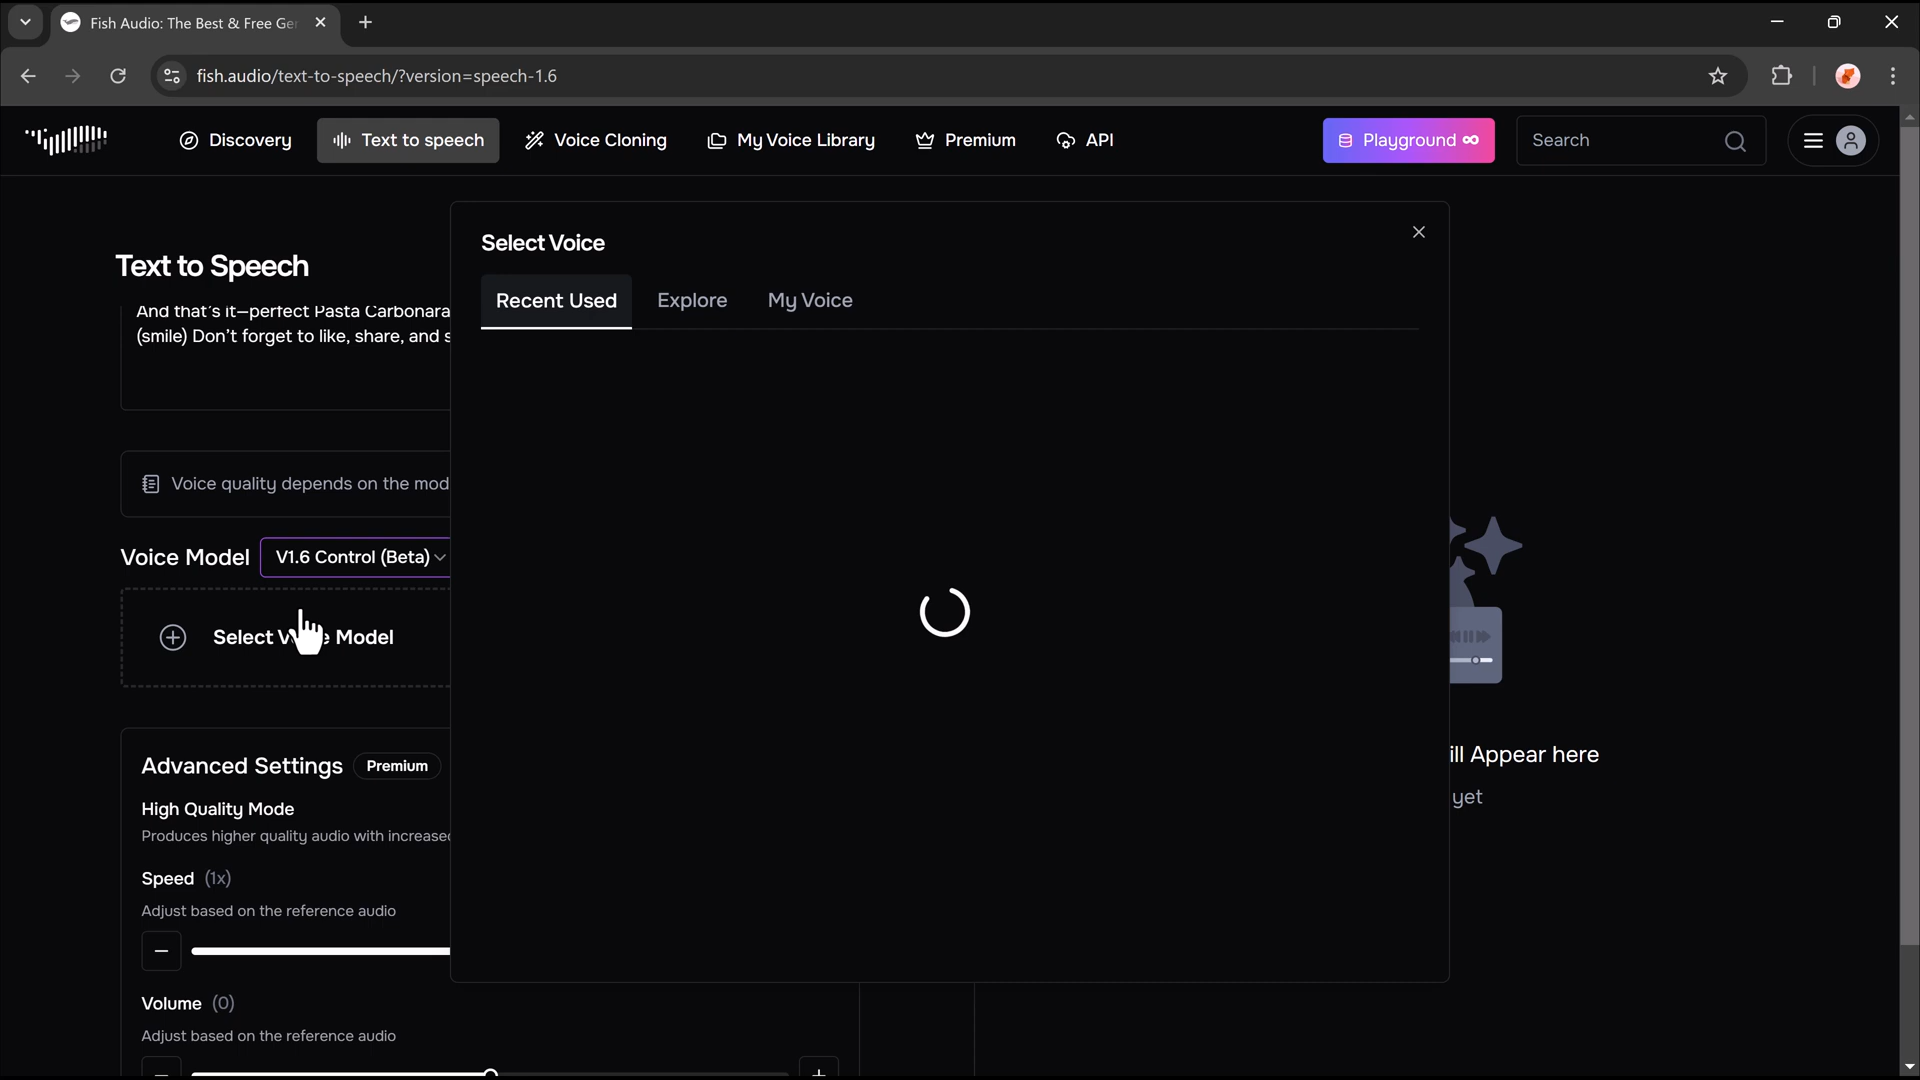 Fish Audio: The Best & Free Ge
fish.audio/text-to-speech/?version=speech-1.6
Discovery
Text to speech
Voice Cloning
My Voice Library
Premium
API
Playground
Search
Select Voice
Text to Speech
Recent Used
Explore
My Voice
And that's it—perfect Pasta Carbonara
(smile) Don't forget to like, share, and s
Voice quality depends on the mod
Voice Model
V1.6 Control (Beta)
Select Model
ill Appear here
yet
Advanced Settings
Premium
High Quality Mode
Produces higher quality audio with increased
Speed (1x)
Adjust based on the reference audio
Volume (0)
Adjust based on the reference audio